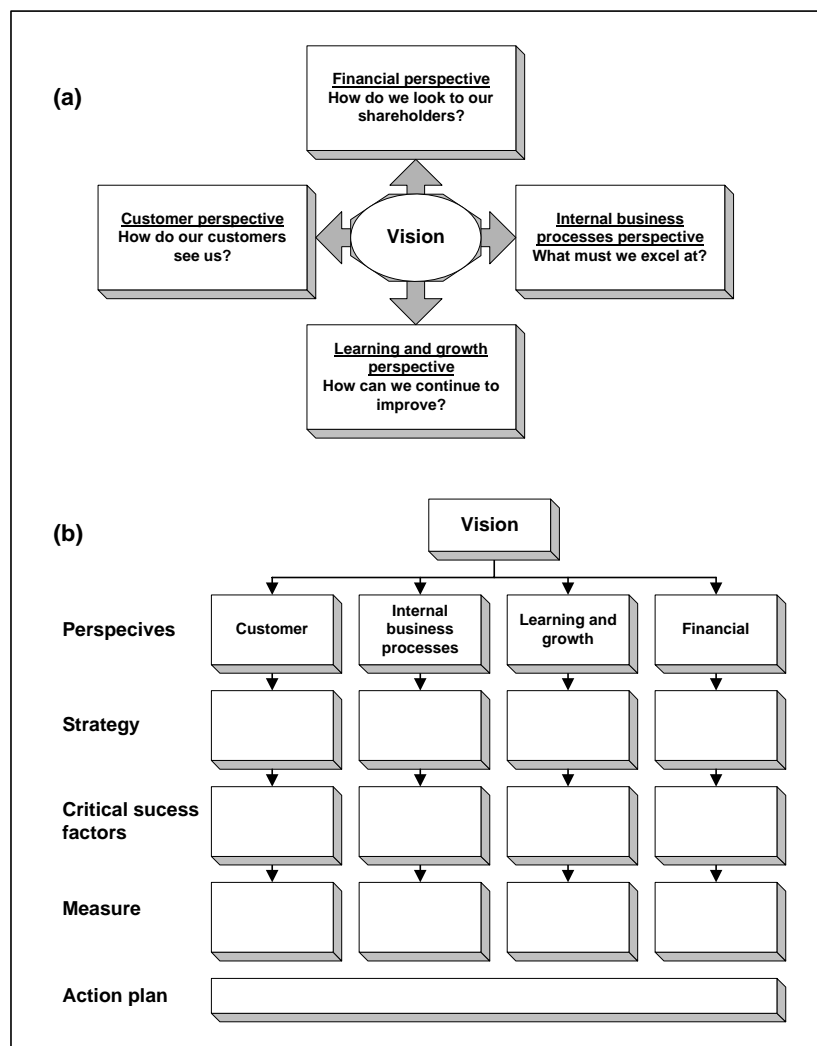 (a)
Financial perspective
How do we look to our
shareholders?
Customer perspective
How do our customers
see us?
Vision
Internal business
processes perspective
What must we excel at?
Learning and growth
perspective
How can we continue to
improve?
(b)
Vision
Perspecives
Customer
Internal
business
processes
Learning and
growth
Financial
Strategy
Critical sucess
factors
Measure
Action plan